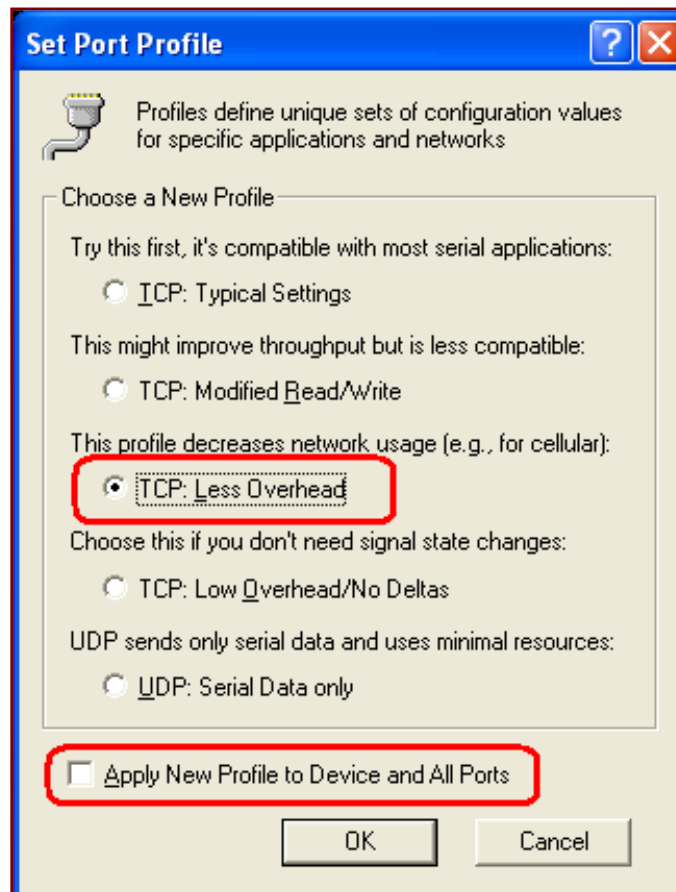 Set Port Profile
Profiles define unique sets of configuration values
for specific applications and networks
Choose a New Profile
Try this first, it's compatible with most serial applications:
TCP: Typical Settings
This might improve throughput but is less compatible:
TCP: Modified Read/Write
This profile decreases network usage (e.g., for cellular):
TCP: Less Overhead
Choose this if you don't need signal state changes:
TCP: Low Overhead/No Deltas
UDP sends only serial data and uses minimal resources:
UDP: Serial Data only
Apply New Profile to Device and All Ports
OK Cancel